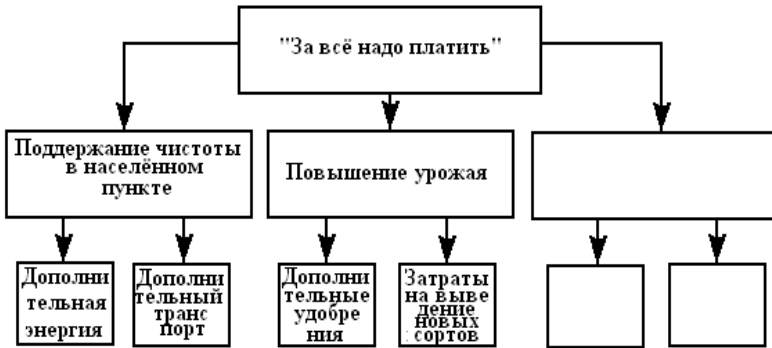 "За всё надо платить"
Поддержание чистоты
в населённом
пункте
Повышение урожая
Дополни
тельная
энергия
Дополни
тельный
транс
порт
Дополни
тельные
удобре
ния
Затраты
на выве
дение
новых
сортов